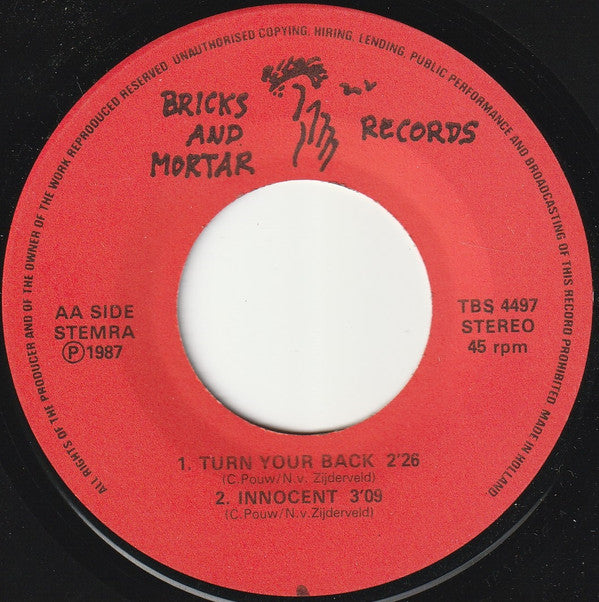 ALL RIGHTS OF THE PRODUCER AND OF THE OWNER OF THE WORK REPRODUCED RESERVED UNAUTHORISED COPYING, HIRING, LENDING, PUBLIC PERFORMANCE AND BROADCASTING OF THIS RECORD PROHIBITED MADE IN HOLLAND
BRICKS
AND
MORTAR
RECORDS
AA SIDE
STEMRA
Ⓟ1987
TBS 4497
STEREO
45 rpm
1. TURN YOUR BACK 2'26
(C.Pouw/N.v.Zijderveld)
2. INNOCENT 3'09
(C.Pouw/N.v.Zijderveld)